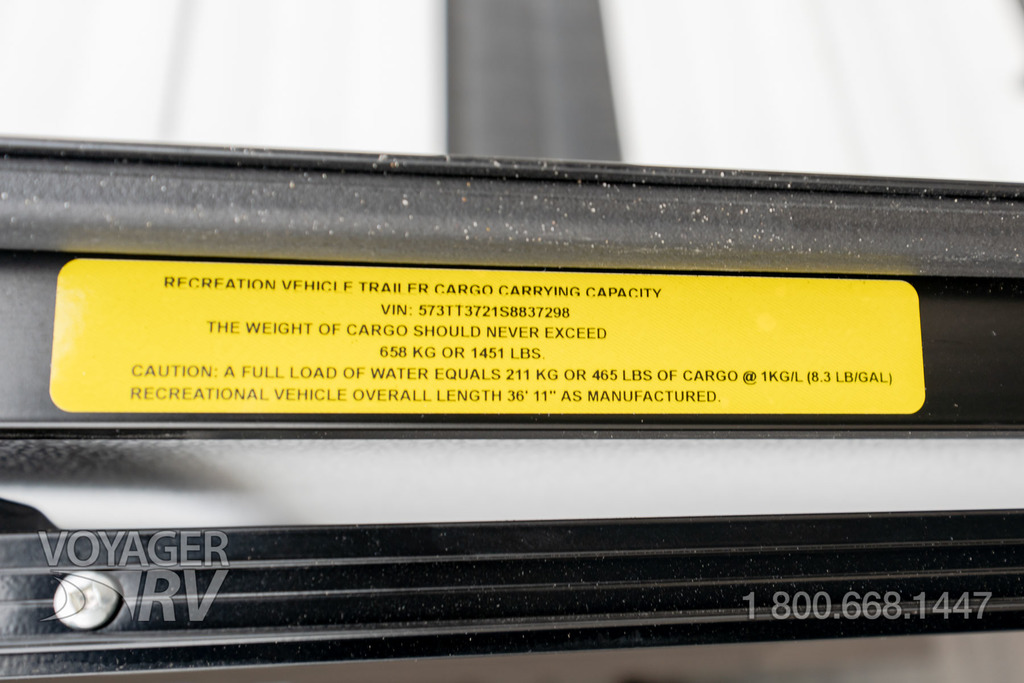 RECREATION VEHICLE TRAILER CARGO CARRYING CAPACITY
VIN: 573TT3721S8837298
THE WEIGHT OF CARGO SHOULD NEVER EXCEED
658 KG OR 1451 LBS.
CAUTION: A FULL LOAD OF WATER EQUALS 211 KG OR 465 LBS OF CARGO @ 1KG/L (8.3 LB/GAL)
RECREATIONAL VEHICLE OVERALL LENGTH 36' 11" AS MANUFACTURED.
VOYAGER
RV
1 800.668.1447